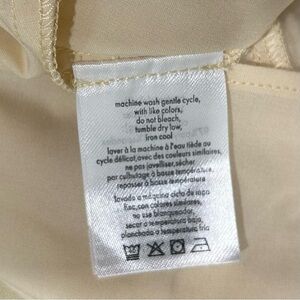 machine wash gentle cycle,
with like colors,
do not bleach,
tumble dry low,
iron cool
laver à la machine à l'eau tiède au
cycle délicat, avec des couleurs similaires,
ne pas javelliser, sécher
par culbutage à basse température
repasser à basse température
lavado a máquina ciclo de ropa
fina, con colores similares,
no use blanqueador,
secar a temperatura baja,
planchado a temperatura fría